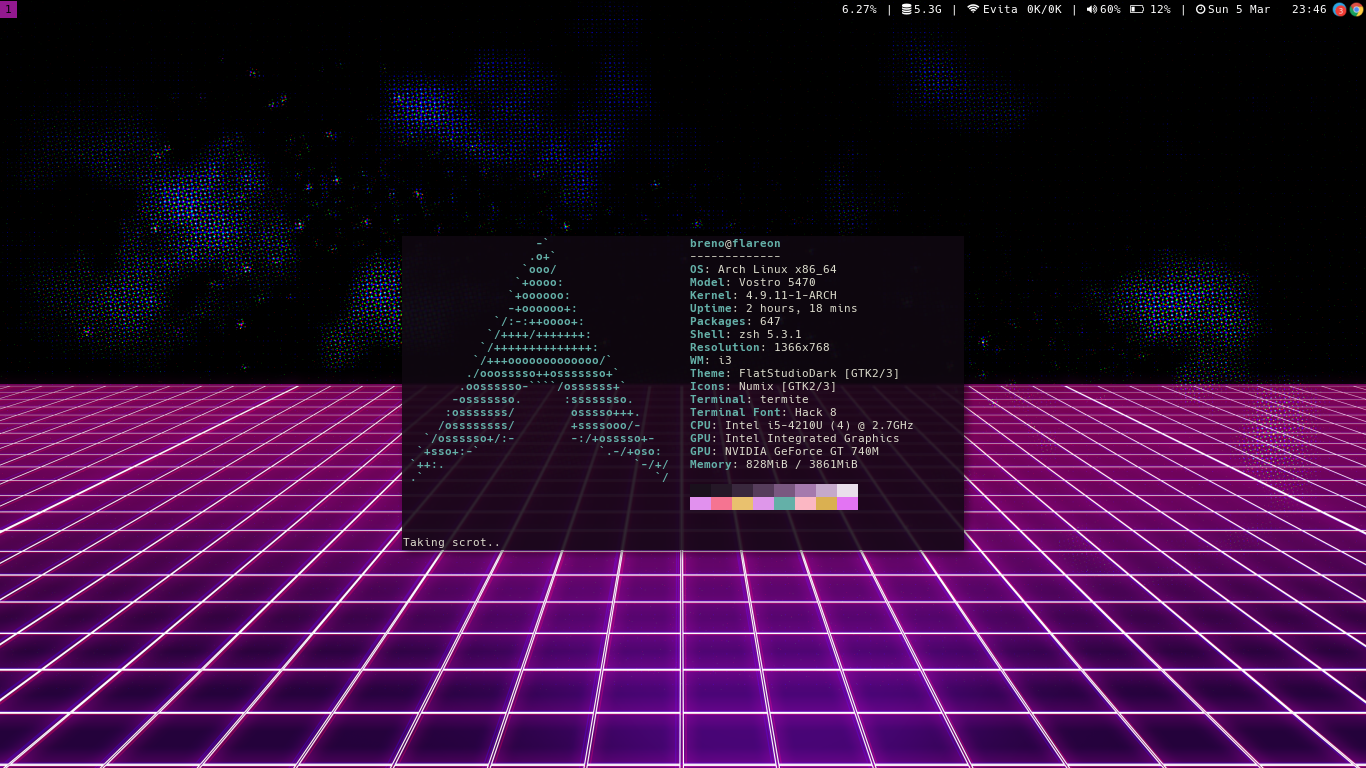 1
6.27% | 5.3G | Evita 0K/0K | 60% 12% | Sun 5 Mar 23:46 3
-`
.o+`
`ooo/
`+oooo:
`+oooooo:
-+oooooo+:
`/:-:++oooo+:
`/++++/+++++++:
`/++++++++++++++:
`/+++ooooooooooooo/`
./ooosssso++osssssso+`
.oossssso-````/ossssss+`
-osssssso.      :ssssssso.
:osssssss/        osssso+++.
/ossssssss/        +ssssooo/-
`/ossssso+/:-        -:/+osssso+-
`+sso+:-`                 `.-/+oso:
`++:.                           `-/+/
.`                                 `/
breno@flareon
-------------
OS: Arch Linux x86_64
Model: Vostro 5470
Kernel: 4.9.11-1-ARCH
Uptime: 2 hours, 18 mins
Packages: 647
Shell: zsh 5.3.1
Resolution: 1366x768
WM: i3
Theme: FlatStudioDark [GTK2/3]
Icons: Numix [GTK2/3]
Terminal: termite
Terminal Font: Hack 8
CPU: Intel i5-4210U (4) @ 2.7GHz
GPU: Intel Integrated Graphics
GPU: NVIDIA GeForce GT 740M
Memory: 828MiB / 3861MiB
Taking scrot..